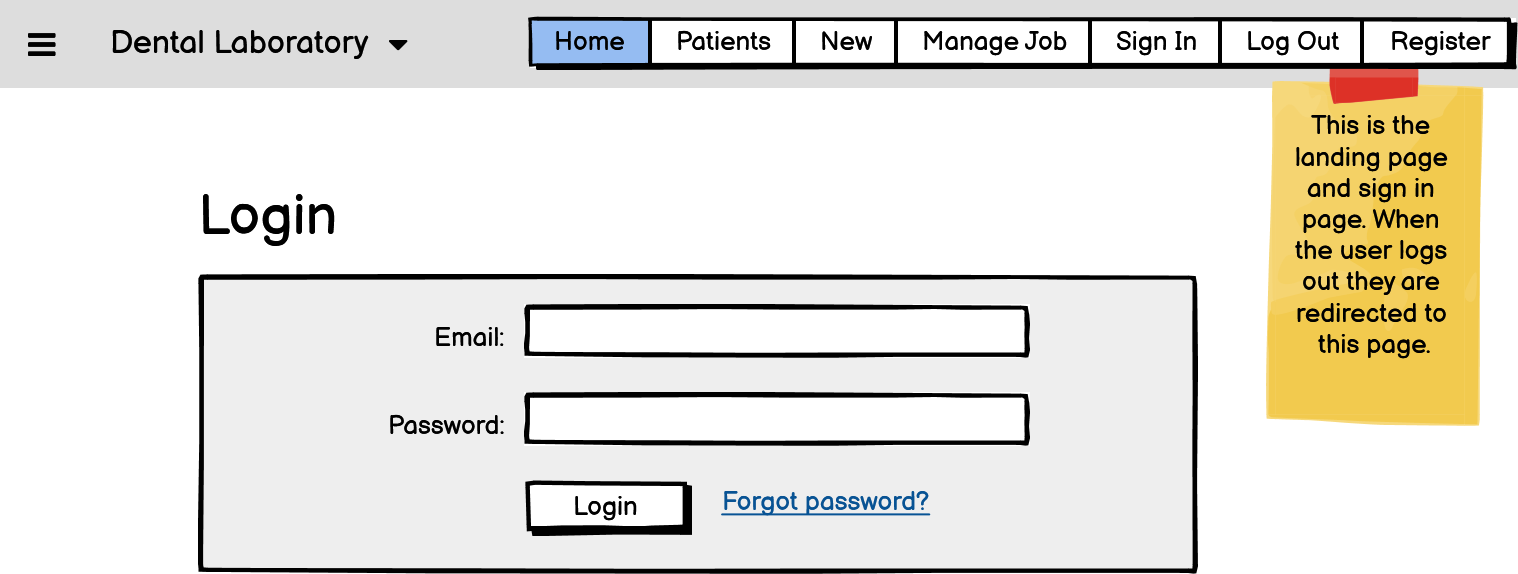 Dental Laboratory
Home Patients New Manage Job Sign In Log Out Register
This is the
landing page
and sign in
page. When
the user logs
out they are
redirected to
this page.
Login
Email:
Password:
Login Forgot password?